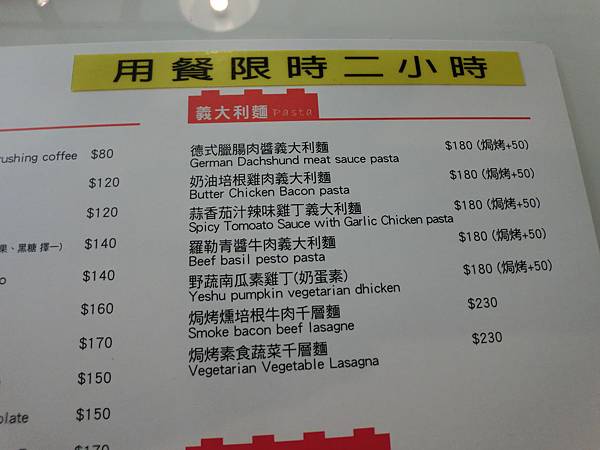 用餐限時二小時
義大利麵 Pasta
德式臘腸肉醬義大利麵 $180 (焗烤+50)
German Dachshund meat sauce pasta
奶油培根雞肉義大利麵 $180 (焗烤+50)
Butter Chicken Bacon pasta
蒜香茄汁辣味雞丁義大利麵 $180 (焗烤+50)
Spicy Tomoato Sauce with Garlic Chicken pasta
羅勒青醬牛肉義大利麵 $180 (焗烤+50)
Beef basil pesto pasta
野蔬南瓜素雞丁(奶蛋素) $180 (焗烤+50)
Yeshu pumpkin vegetarian dhicken
焗烤燻培根牛肉千層麵 $230
Smoke bacon beef lasagne
焗烤素食蔬菜千層麵 $230
Vegetarian Vegetable Lasagna
rushing coffee $80
$120
$120
果、黑糖 擇一) $140
$140
$160
$170
$150
$150
$170